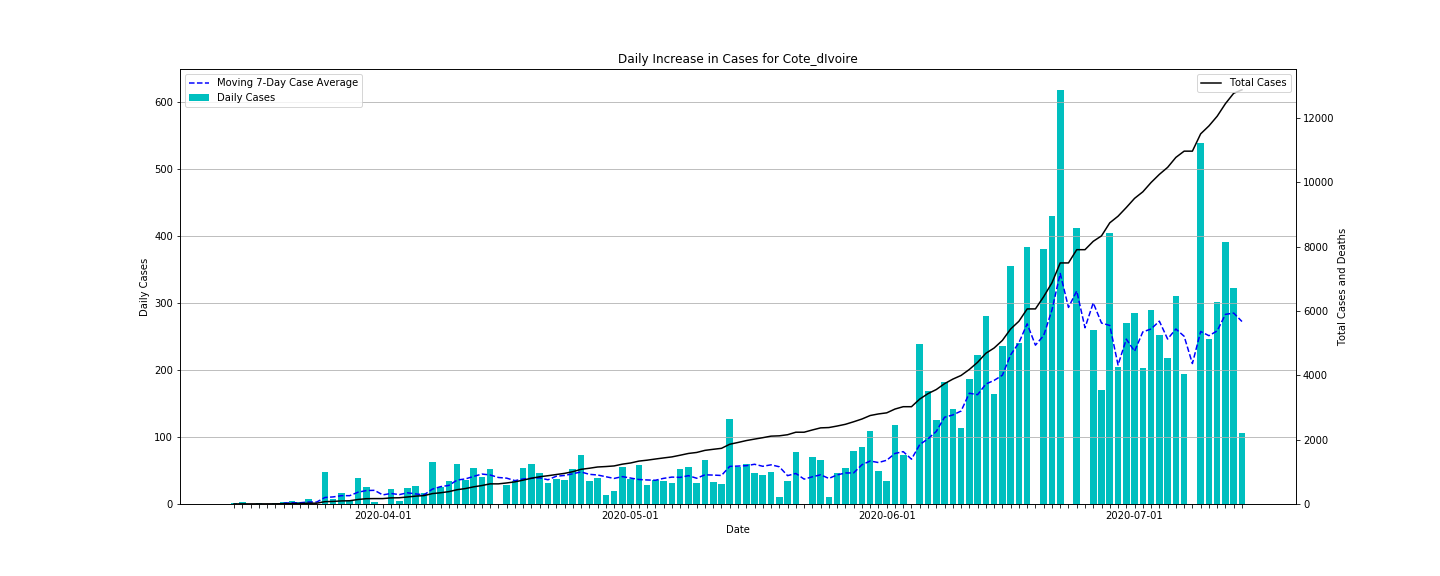 Daily Increase in Cases for Cote_dIvoire
Moving 7-Day Case Average
Daily Cases
Total Cases
600
500
400
300
200
100
0
Daily Cases
12000
10000
8000
6000
4000
2000
0
Total Cases and Deaths
2020-04-01
2020-05-01
2020-06-01
2020-07-01
Date